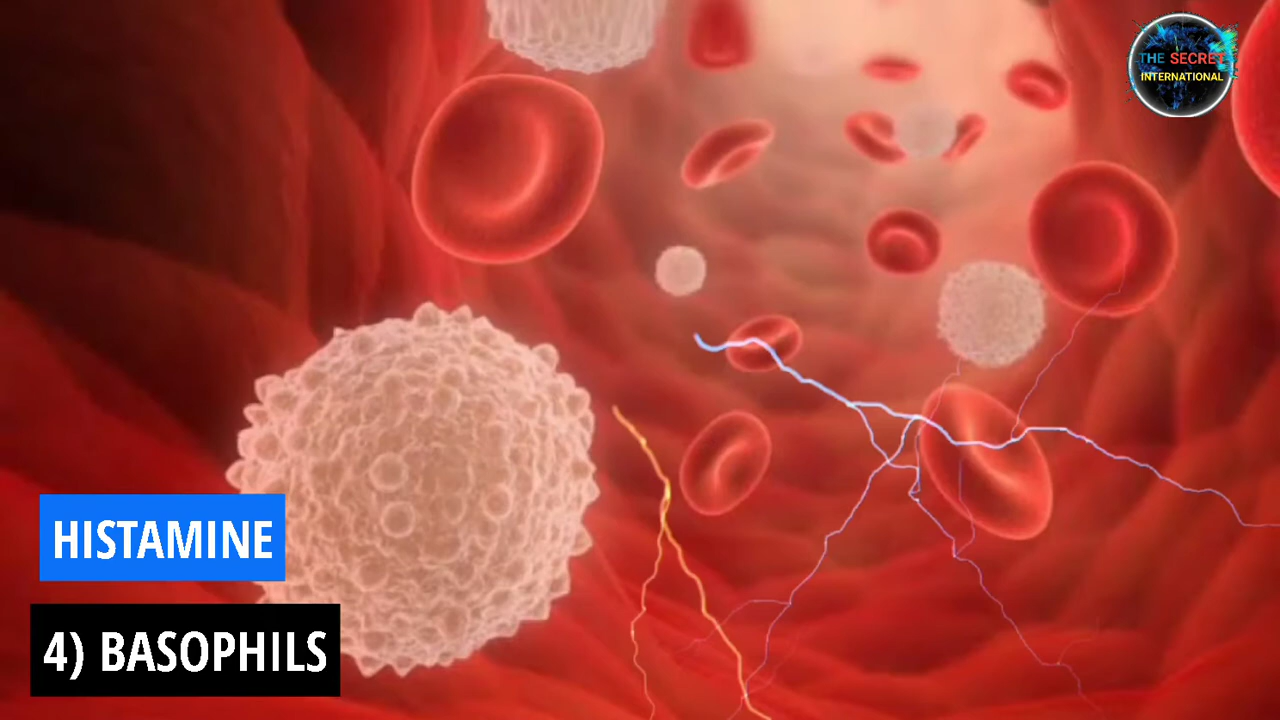 THE SECRET
INTERNATIONAL
HISTAMINE
4) BASOPHILS